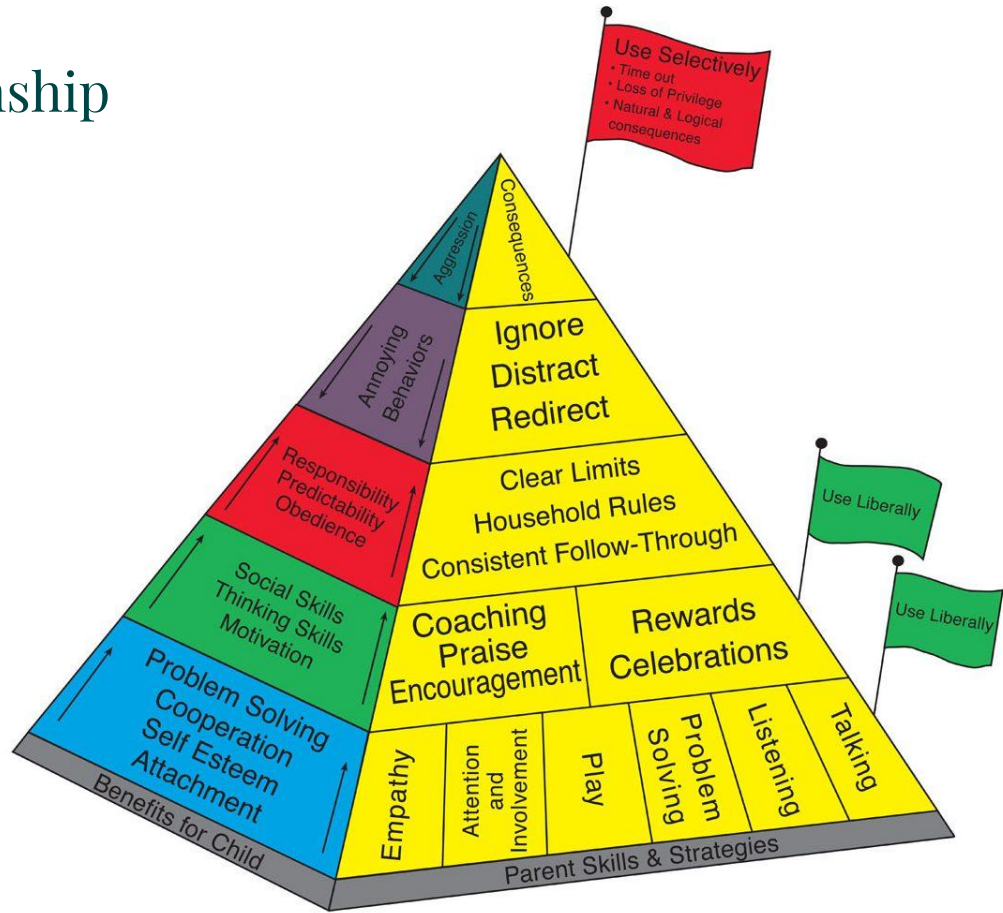 nship
Use Selectively
• Time out
• Loss of Privilege
• Natural & Logical
consequences
Aggression
Consequences
Annoying
Behaviors
Ignore
Distract
Redirect
Responsibility
Predictability
Obedience
Clear Limits
Household Rules
Consistent Follow-Through
Use Liberally
Social Skills
Thinking Skills
Motivation
Coaching
Praise
Encouragement
Rewards
Celebrations
Use Liberally
Problem Solving
Cooperation
Self Esteem
Attachment
Empathy
Attention
and
Involvement
Play
Problem
Solving
Listening
Talking
Benefits for Child
Parent Skills & Strategies